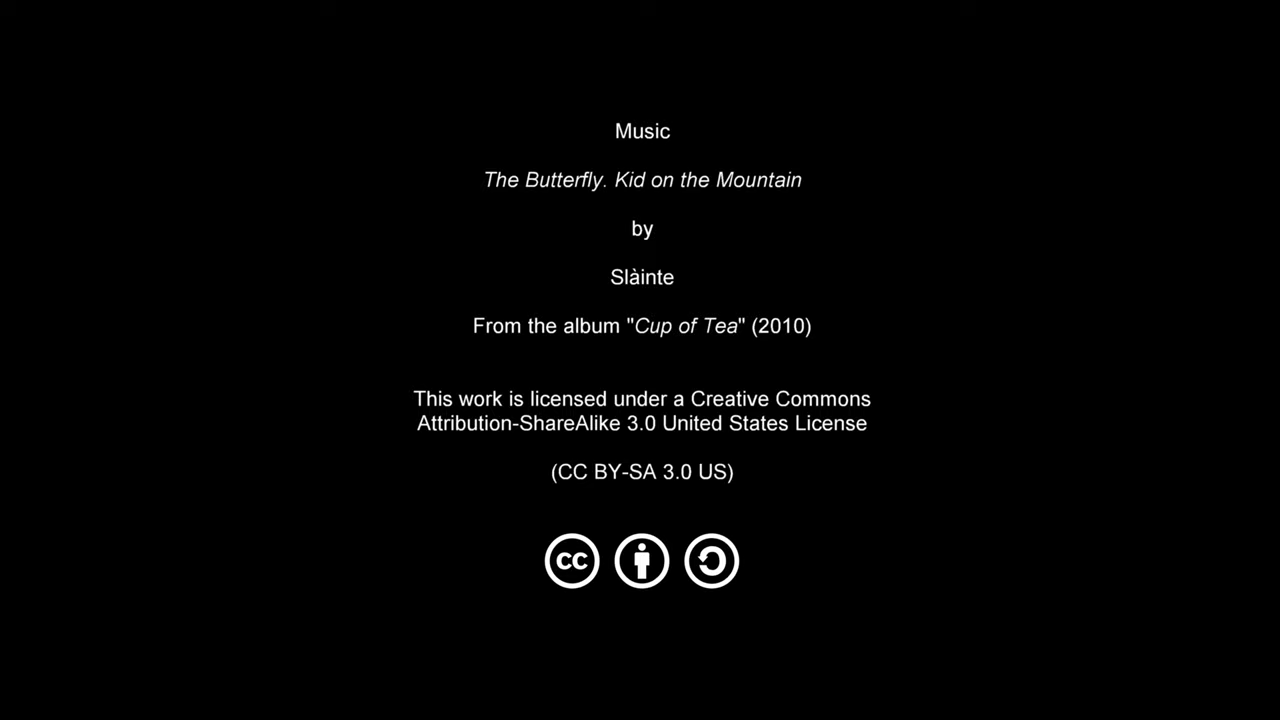 Music
The Butterfly. Kid on the Mountain
by
Slàinte
From the album "Cup of Tea" (2010)
This work is licensed under a Creative Commons
Attribution-ShareAlike 3.0 United States License
(CC BY-SA 3.0 US)
cc